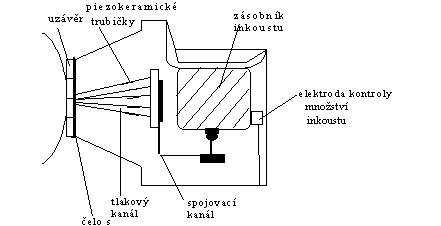 piezokeramické
trubičky
uzávěr
zásobník
inkoustu
elektroda kontroly
množství
inkoustu
tlakový
kanál
spojovací
kanál
čelo s